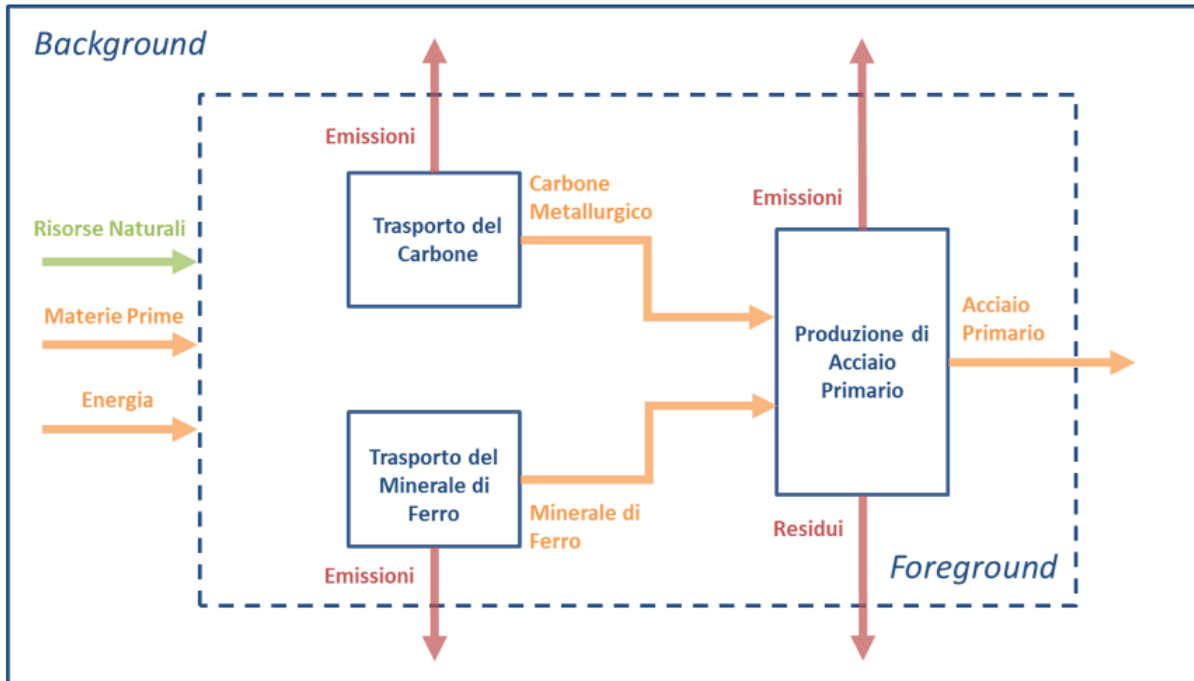 Background
Emissioni
Emissioni
Risorse Naturali
Materie Prime
Energia
Trasporto del
Carbone
Carbone
Metallurgico
Trasporto del
Minerale di
Ferro
Minerale di
Ferro
Emissioni
Produzione di
Acciaio
Primario
Acciaio
Primario
Residui
Foreground